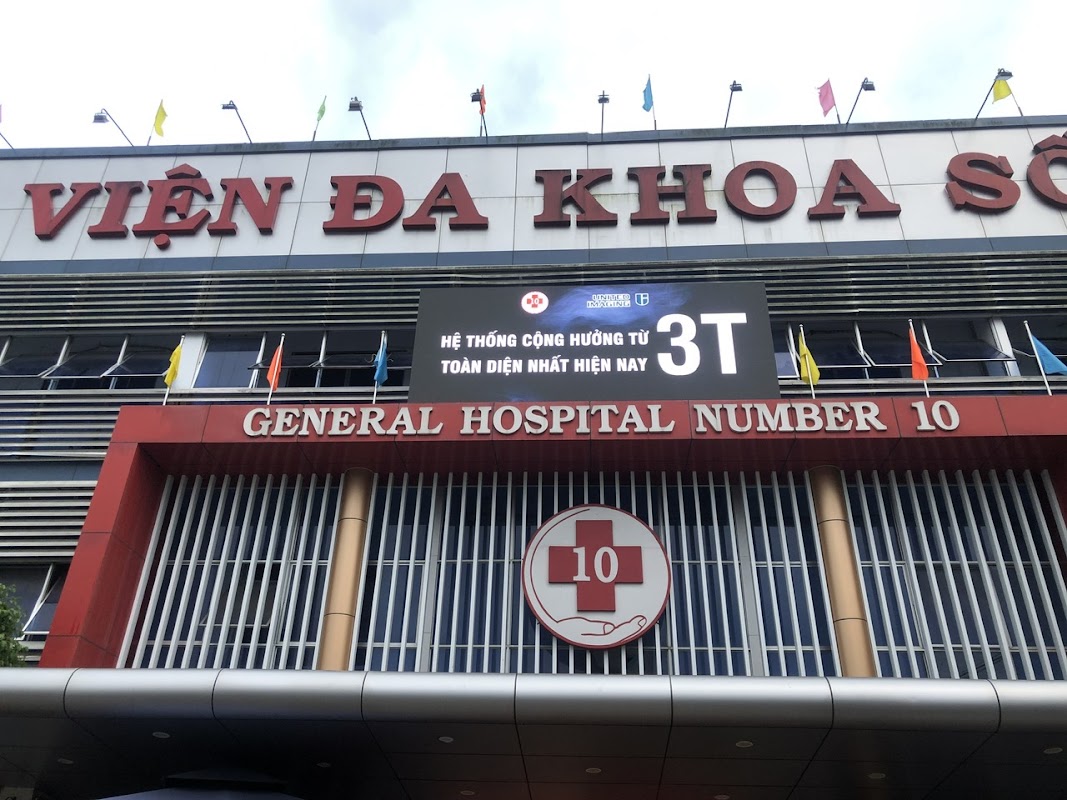 VIỆN ĐA KHOA SỐ
10
UNITED
IMAGING
HỆ THỐNG CỘNG HƯỞNG TỪ
TOÀN DIỆN NHẤT HIỆN NAY
3T
GENERAL HOSPITAL NUMBER 10
10